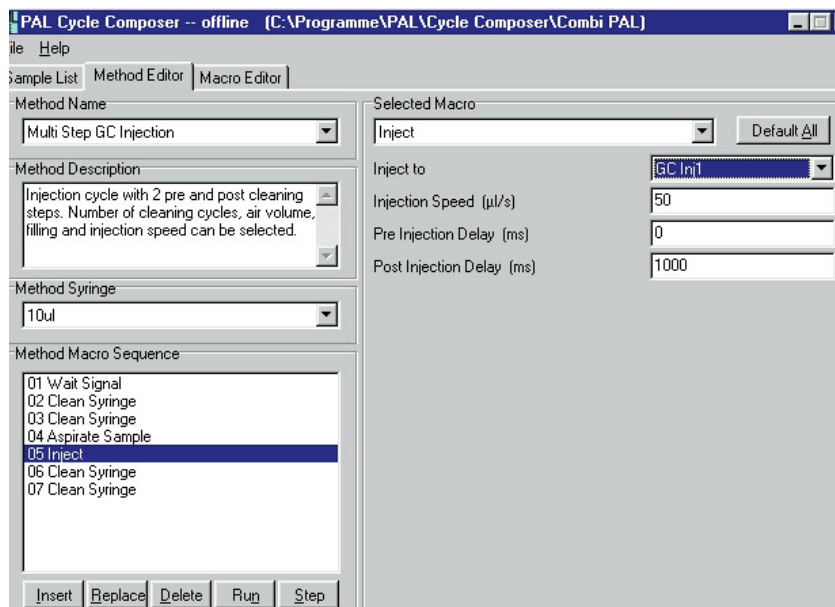 PAL Cycle Composer -- offline (C:\Programme\PAL\Cycle Composer\Combi PAL)
ile Help
Sample List Method Editor Macro Editor
Method Name
Multi Step GC Injection
Method Description
Injection cycle with 2 pre and post cleaning
steps. Number of cleaning cycles, air volume,
filling and injection speed can be selected.
Method Syringe
10ul
Method Macro Sequence
01 Wait Signal
02 Clean Syringe
03 Clean Syringe
04 Aspirate Sample
05 Inject
06 Clean Syringe
07 Clean Syringe
Insert Replace Delete Run Step
Selected Macro
Inject Default All
Inject to GC Inj1
Injection Speed (µl/s) 50
Pre Injection Delay (ms) 0
Post Injection Delay (ms) 1000